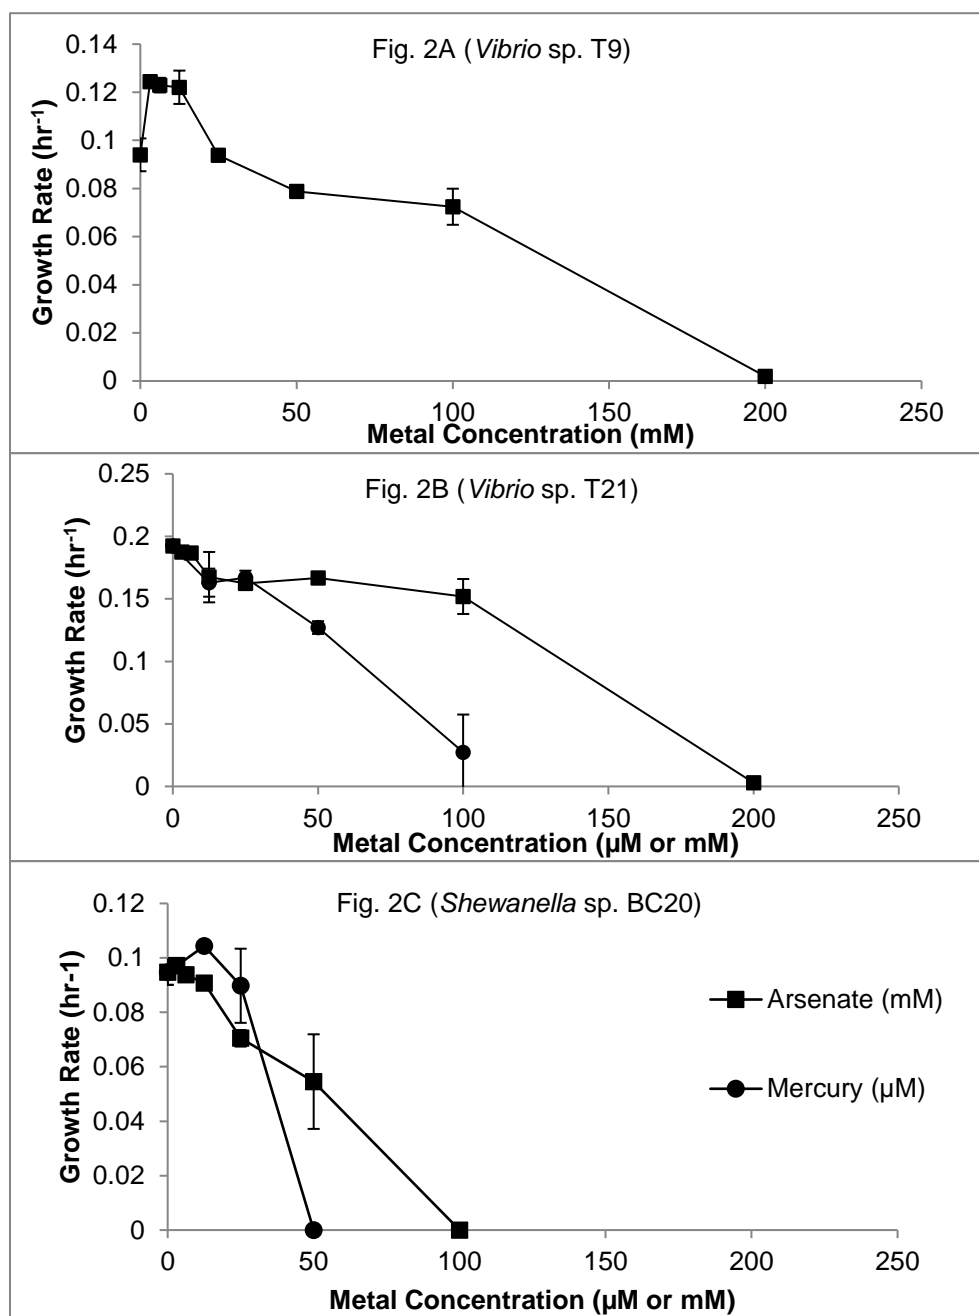 Fig. 2A (Vibrio sp. T9)
Growth Rate (hr-1)
0.14
0.12
0.1
0.08
0.06
0.04
0.02
0
0 50 100 150 200 250
Metal Concentration (mM)
Fig. 2B (Vibrio sp. T21)
Growth Rate (hr-1)
0.25
0.2
0.15
0.1
0.05
0
0 50 100 150 200 250
Metal Concentration (µM or mM)
Fig. 2C (Shewanella sp. BC20)
Growth Rate (hr-1)
0.12
0.1
0.08
0.06
0.04
0.02
0
0 50 100 150 200 250
Metal Concentration (µM or mM)
Arsenate (mM)
Mercury (µM)